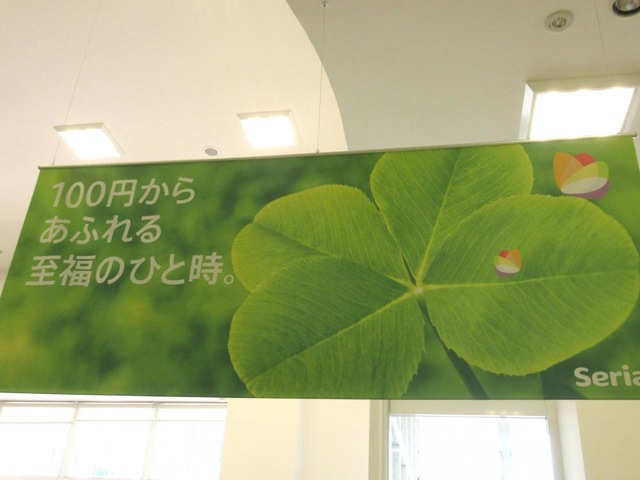 100円から
あふれる
至福のひと時。
Seria